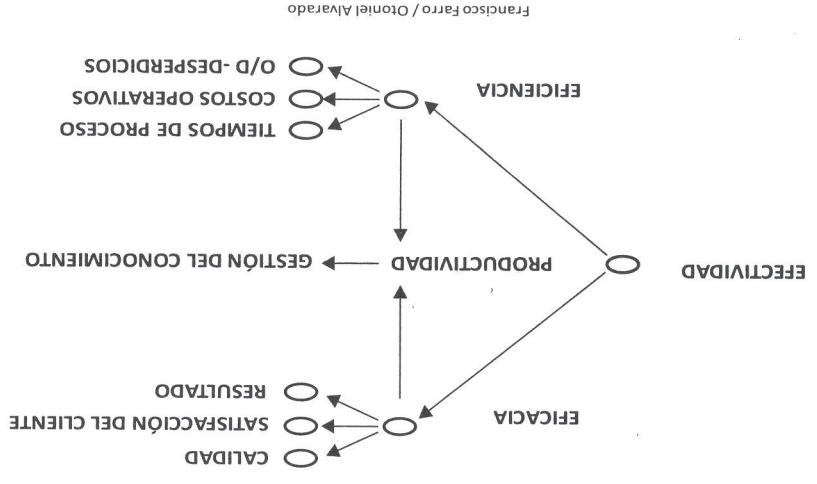 CALIDAD
EFICACIA
SATISFACCIÓN DEL CLIENTE
RESULTADO
EFECTIVIDAD
PRODUCTIVIDAD
GESTIÓN DEL CONOCIMIENTO
TIEMPOS DE PROCESO
EFICIENCIA
COSTOS OPERATIVOS
O/D- DESPERDICIOS
Francisco Farro / Otoniel Alvarado